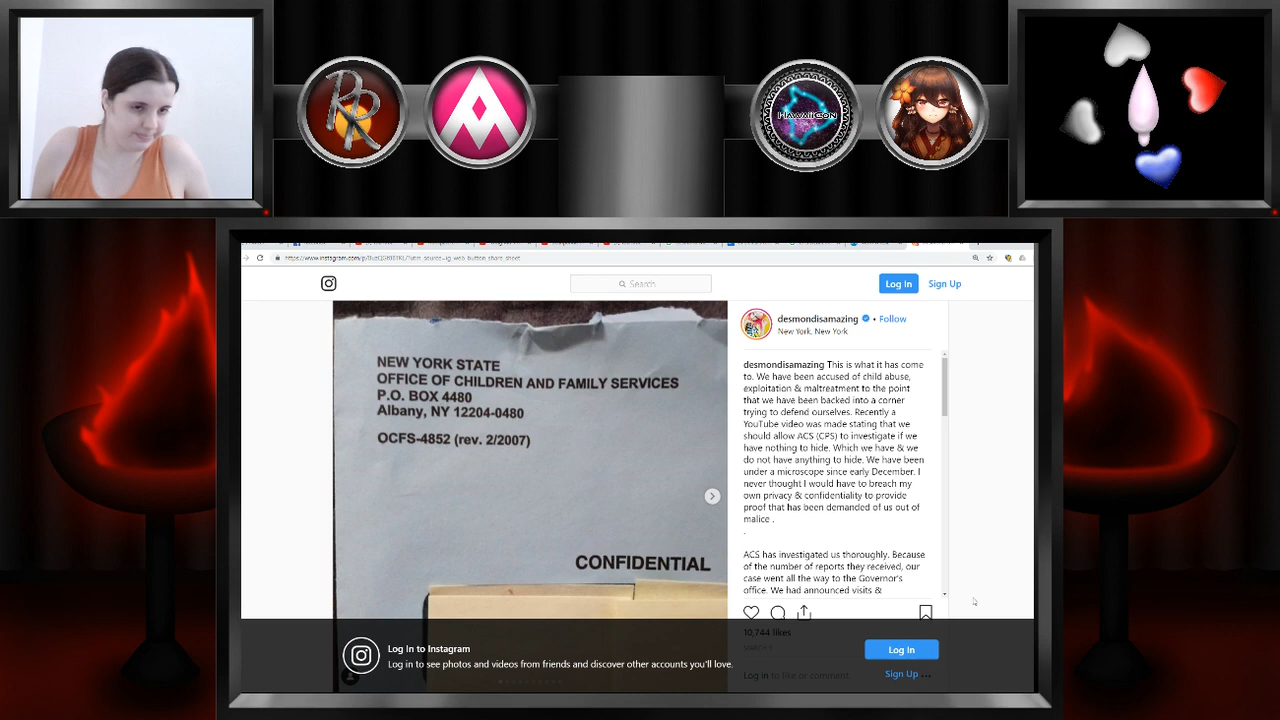 RR
HawaiiCON
https://www.instagram.com/p/
Search
Log In
Sign Up
NEW YORK STATE
OFFICE OF CHILDREN AND FAMILY SERVICES
P.O. BOX 4480
Albany, NY 12204-0480
OCFS-4852 (rev. 2/2007)
CONFIDENTIAL
desmondisamazing • Follow
New York, New York
desmondisamazing This is what it has come
to. We have been accused of child abuse,
exploitation & maltreatment to the point
that we have been backed into a corner
trying to defend ourselves. Recently a
YouTube video was made stating that we
should allow ACS (CPS) to investigate if we
have nothing to hide. Which we have & we
do not have anything to hide. We have been
under a microscope since early December. I
never thought I would have to breach my
own privacy & confidentiality to provide
proof that has been demanded of us out of
malice .
.
ACS has investigated us thoroughly. Because
of the number of reports they received, our
case went all the way to the Governor's
office. We had announced visits &
10,744 likes
Log in to like or comment.
Log In to Instagram
Log in to see photos and videos from friends and discover other accounts you'll love.
Log In
Sign Up